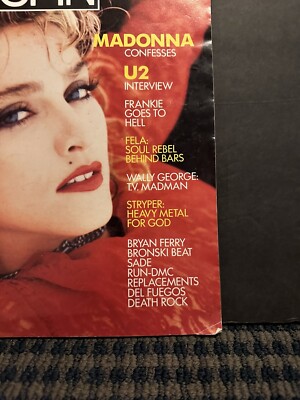 SPIN
MADONNA
CONFESSES
U2
INTERVIEW
FRANKIE
GOES TO
HELL
FELA:
SOUL REBEL
BEHIND BARS
WALLY GEORGE:
T.V. MADMAN
STRYPER:
HEAVY METAL
FOR GOD
BRYAN FERRY
BRONSKI BEAT
SADE
RUN-DMC
REPLACEMENTS
DEL FUEGOS
DEATH ROCK